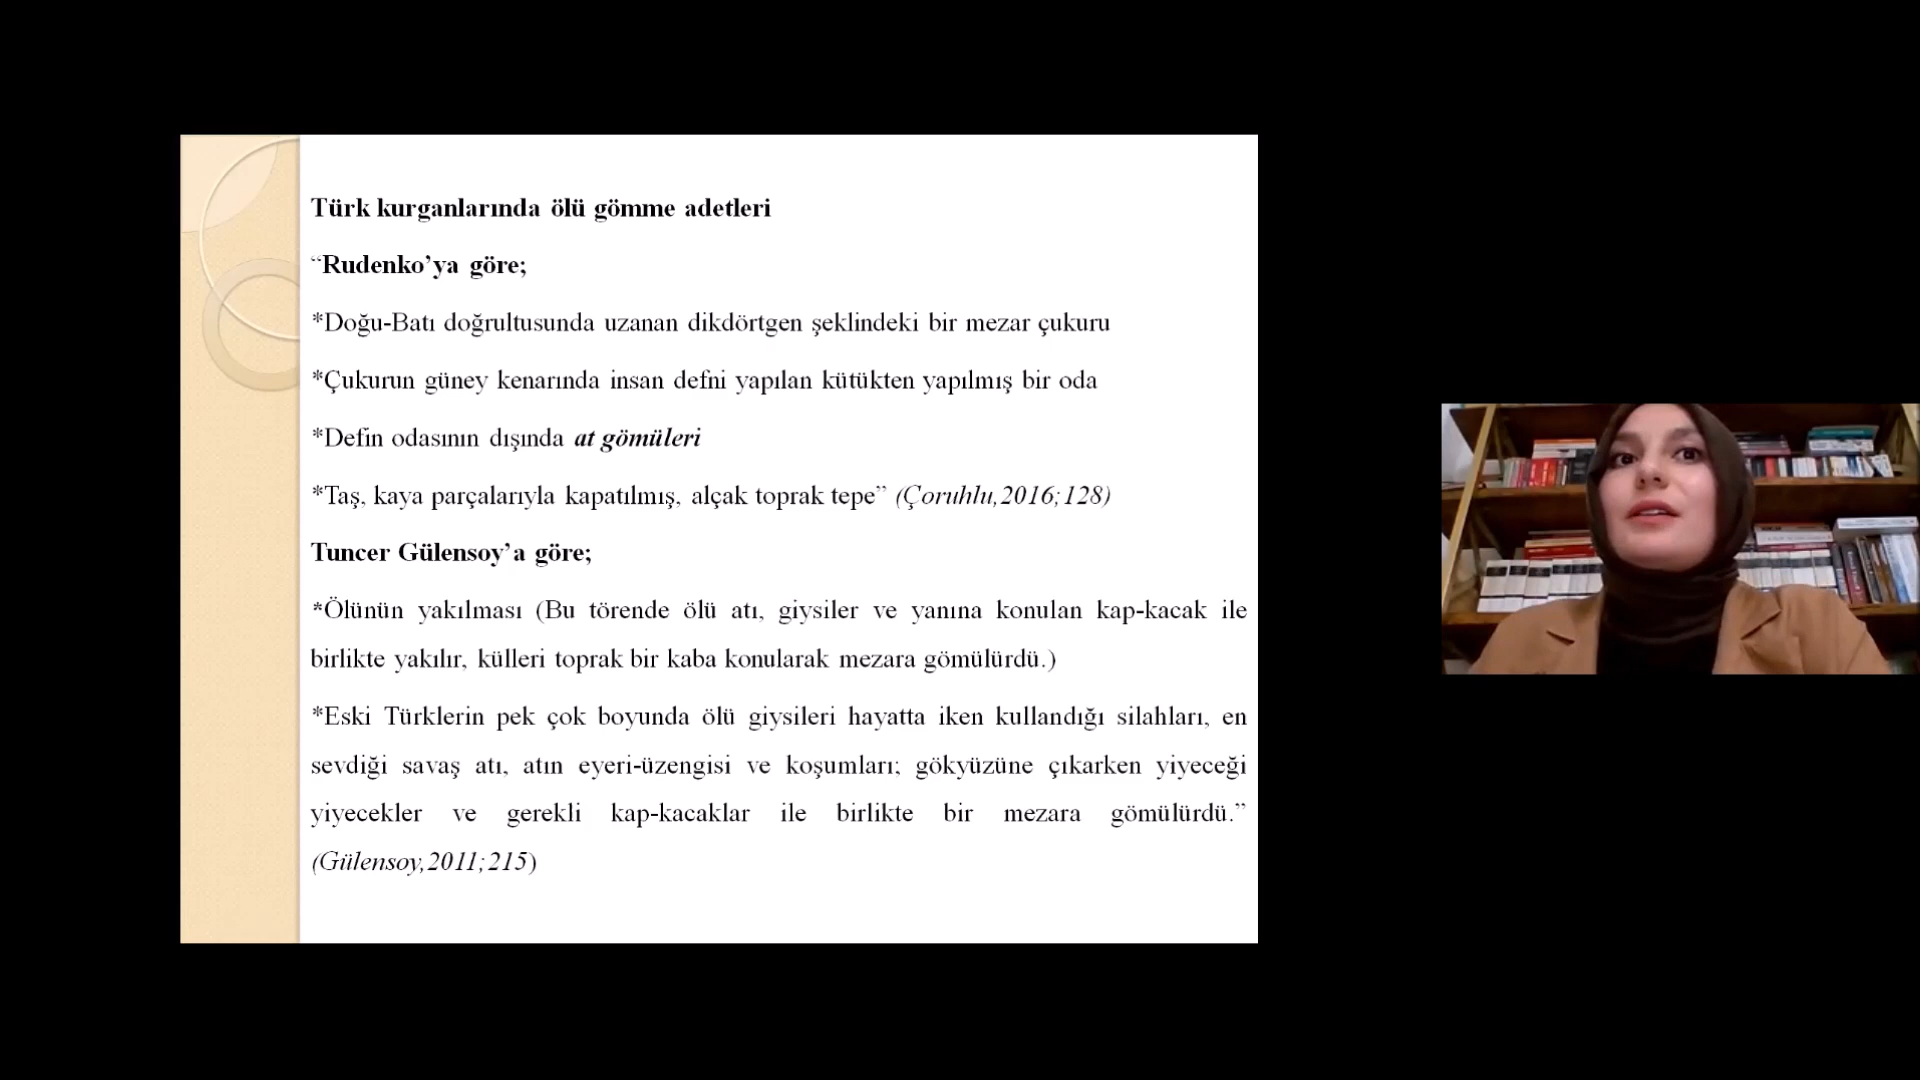 Türk kurganlarında ölü gömme adetleri
“Rudenko’ya göre;
*Doğu-Batı doğrultusunda uzanan dikdörtgen şeklindeki bir mezar çukuru
*Çukurun güney kenarında insan defni yapılan kütükten yapılmış bir oda
*Defin odasının dışında at gömüleri
*Taş, kaya parçalarıyla kapatılmış, alçak toprak tepe” (Çoruhlu,2016;128)
Tuncer Gülensoy’a göre;
*Ölünün yakılması (Bu törende ölü atı, giysiler ve yanına konulan kap-kacak ile
birlikte yakılır, külleri toprak bir kaba konularak mezara gömülürdü.)
*Eski Türklerin pek çok boyunda ölü giysileri hayatta iken kullandığı silahları, en
sevdiği savaş atı, atın eyeri-üzengisi ve koşumları; gökyüzüne çıkarken yiyeceği
yiyecekler ve gerekli kap-kacaklar ile birlikte bir mezara gömülürdü.”
(Gülensoy,2011;215)